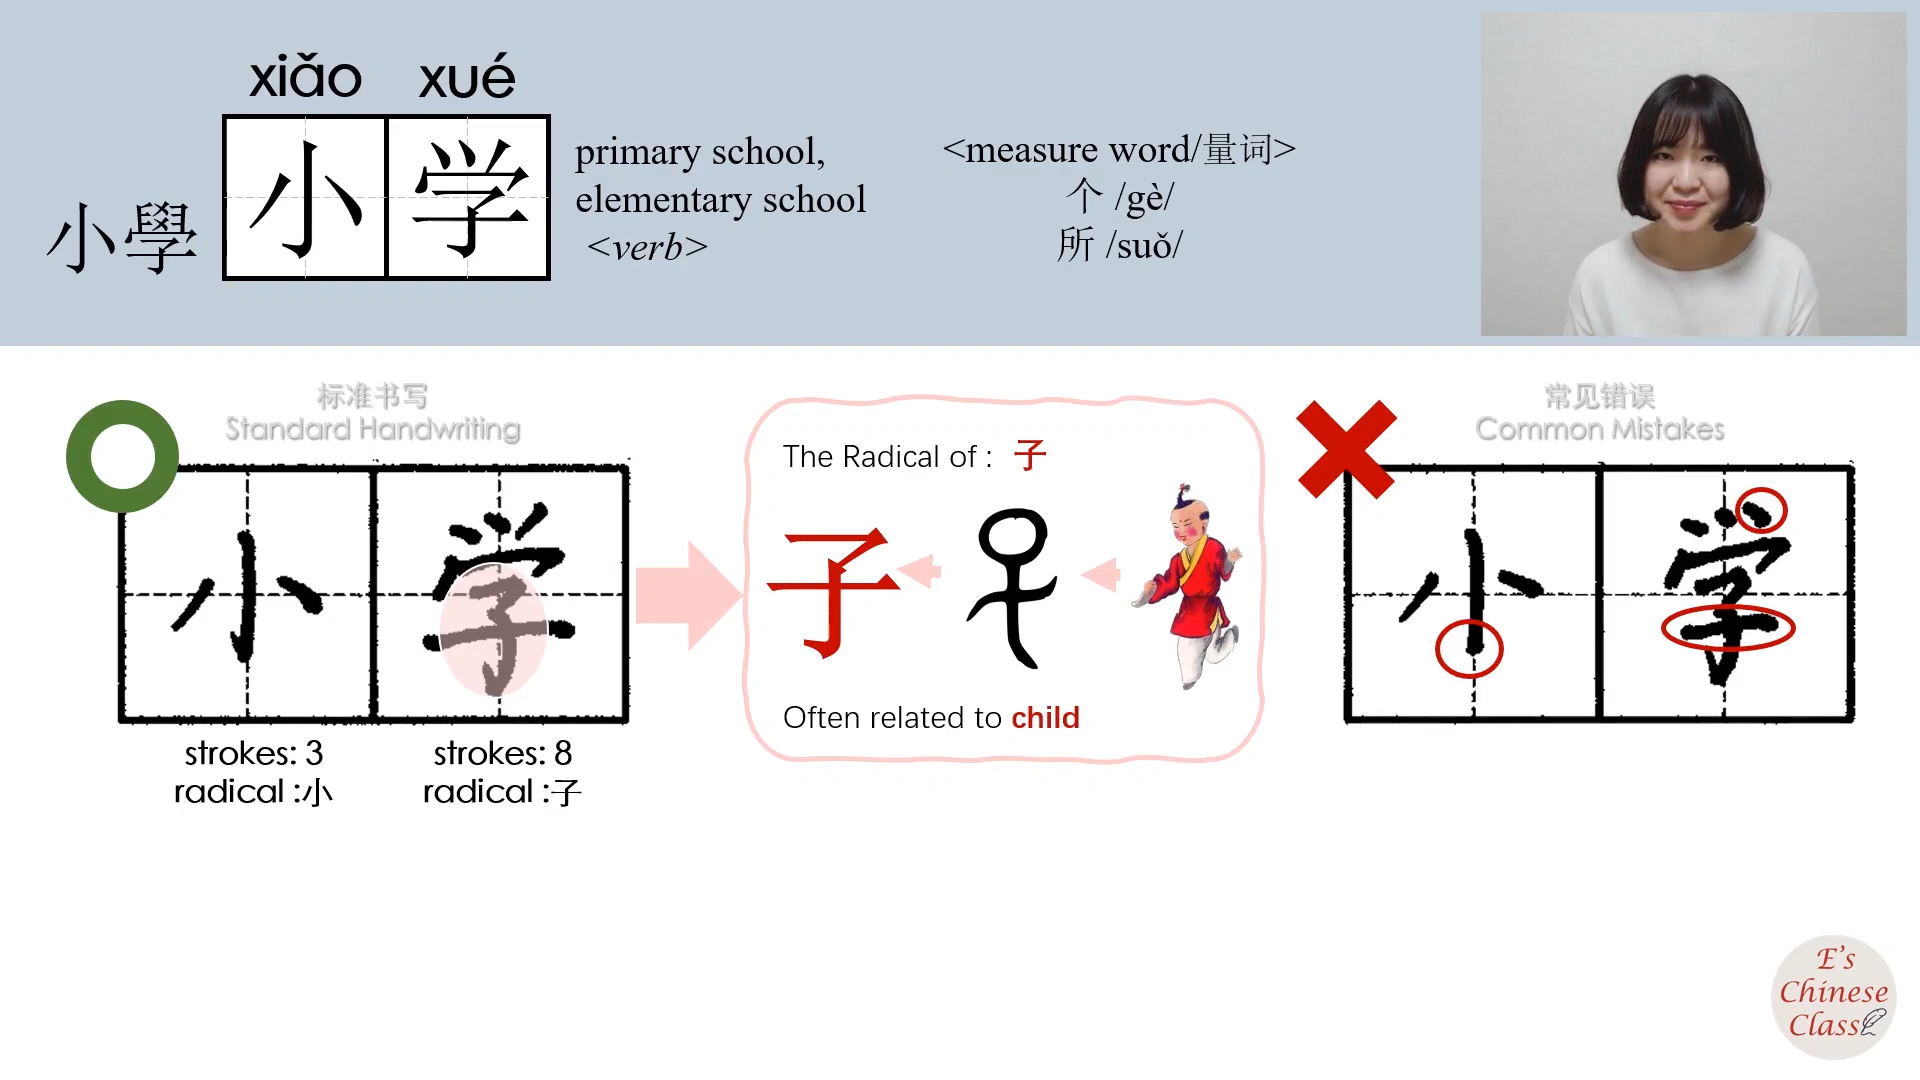 xiǎo xué
小學
小学
primary school,
elementary school
<verb>
<measure word/量词>
个 /gè/
所 /suǒ/
标准书写
Standard Handwriting
小学
strokes: 3
radical :小
strokes: 8
radical :子
The Radical of : 子
子
Often related to child
常见错误
Common Mistakes
小学
E's
Chinese
Class